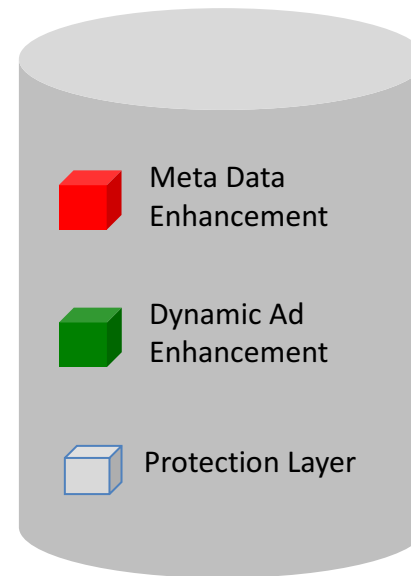 Meta Data
Enhancement
Dynamic Ad
Enhancement
Protection Layer